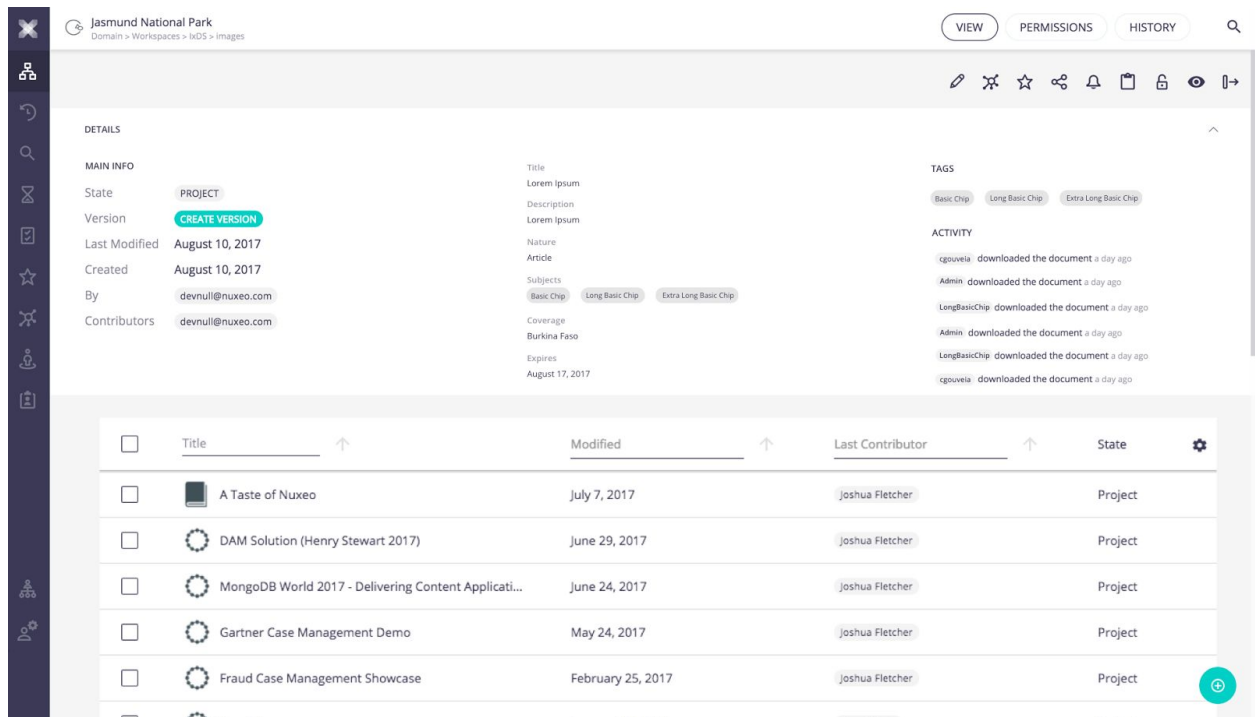 Jasmund National Park
Domain > Workspaces > IxDS > images
VIEW PERMISSIONS HISTORY
DETAILS
MAIN INFO
State PROJECT
Version CREATE VERSION
Last Modified August 10, 2017
Created August 10, 2017
By devnull@nuxeo.com
Contributors devnull@nuxeo.com
Title
Lorem Ipsum
Description
Lorem Ipsum
Nature
Article
Subjects
Basic Chip Long Basic Chip Extra Long Basic Chip
Coverage
Burkina Faso
Expires
August 17, 2017
TAGS
Basic Chip Long Basic Chip Extra Long Basic Chip
ACTIVITY
cgouveia downloaded the document a day ago
Admin downloaded the document a day ago
LongBasicChip downloaded the document a day ago
Admin downloaded the document a day ago
LongBasicChip downloaded the document a day ago
cgouveia downloaded the document a day ago
Title Modified Last Contributor State
A Taste of Nuxeo July 7, 2017 Joshua Fletcher Project
DAM Solution (Henry Stewart 2017) June 29, 2017 Joshua Fletcher Project
MongoDB World 2017 - Delivering Content Applicati... June 24, 2017 Joshua Fletcher Project
Gartner Case Management Demo May 24, 2017 Joshua Fletcher Project
Fraud Case Management Showcase February 25, 2017 Joshua Fletcher Project